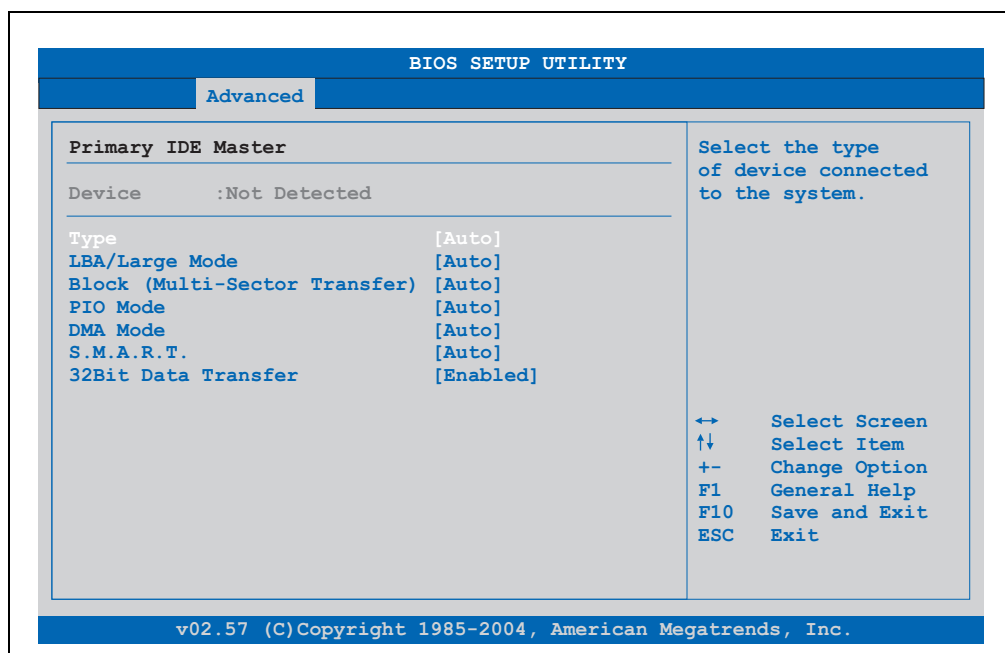 BIOS SETUP UTILITY
Advanced
Primary IDE Master
Device :Not Detected
Type [Auto]
LBA/Large Mode [Auto]
Block (Multi-Sector Transfer) [Auto]
PIO Mode [Auto]
DMA Mode [Auto]
S.M.A.R.T. [Auto]
32Bit Data Transfer [Enabled]
Select the type
of device connected
to the system.
←→ Select Screen
↑↓ Select Item
+- Change Option
F1 General Help
F10 Save and Exit
ESC Exit
v02.57 (C)Copyright 1985-2004, American Megatrends, Inc.